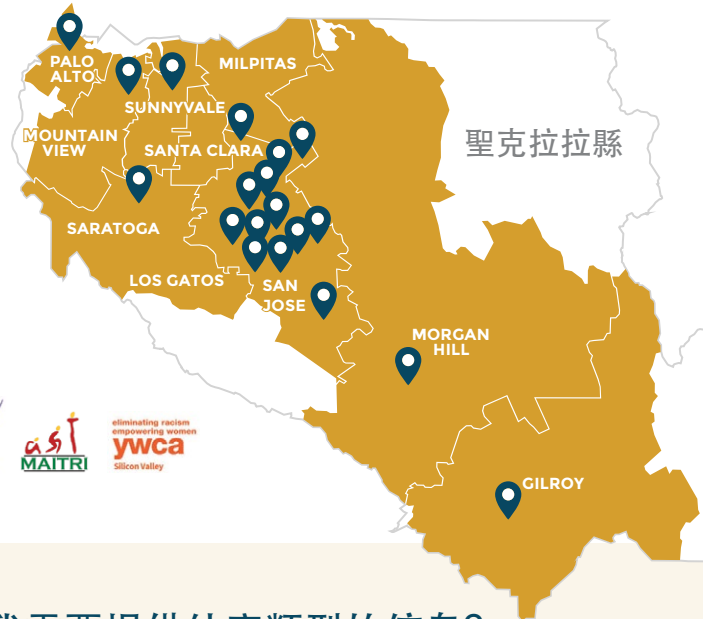 PALO
ALTO
MILPITAS
SUNNYVALE
MOUNTAIN
VIEW
SANTA CLARA
聖克拉拉縣
SARATOGA
LOS GATOS
SAN
JOSE
MORGAN
HILL
GILROY
MAITRI
eliminating racism
empowering women
ywca
Silicon Valley